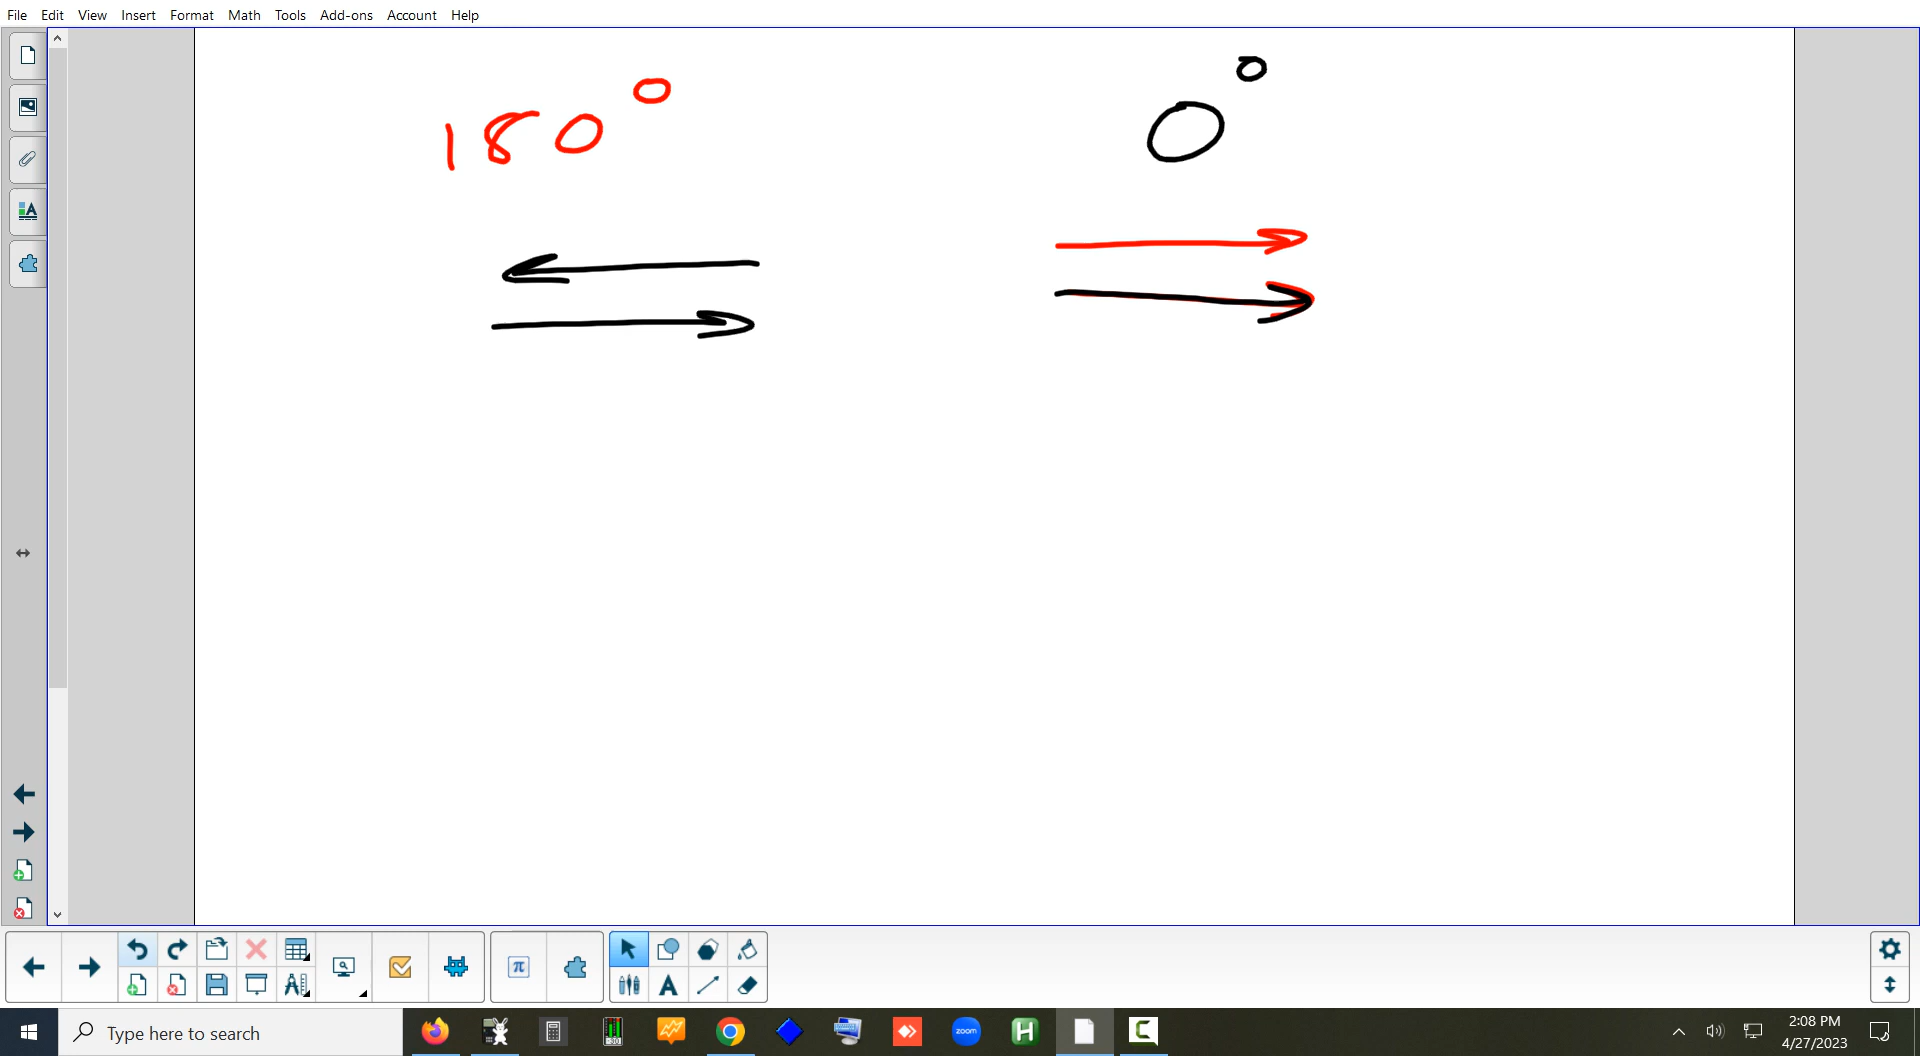 File Edit View Insert Format Math Tools Add-ons Account Help
180°
0°
A
π
A
Type here to search
zoom
H
C
2:08 PM
4/27/2023